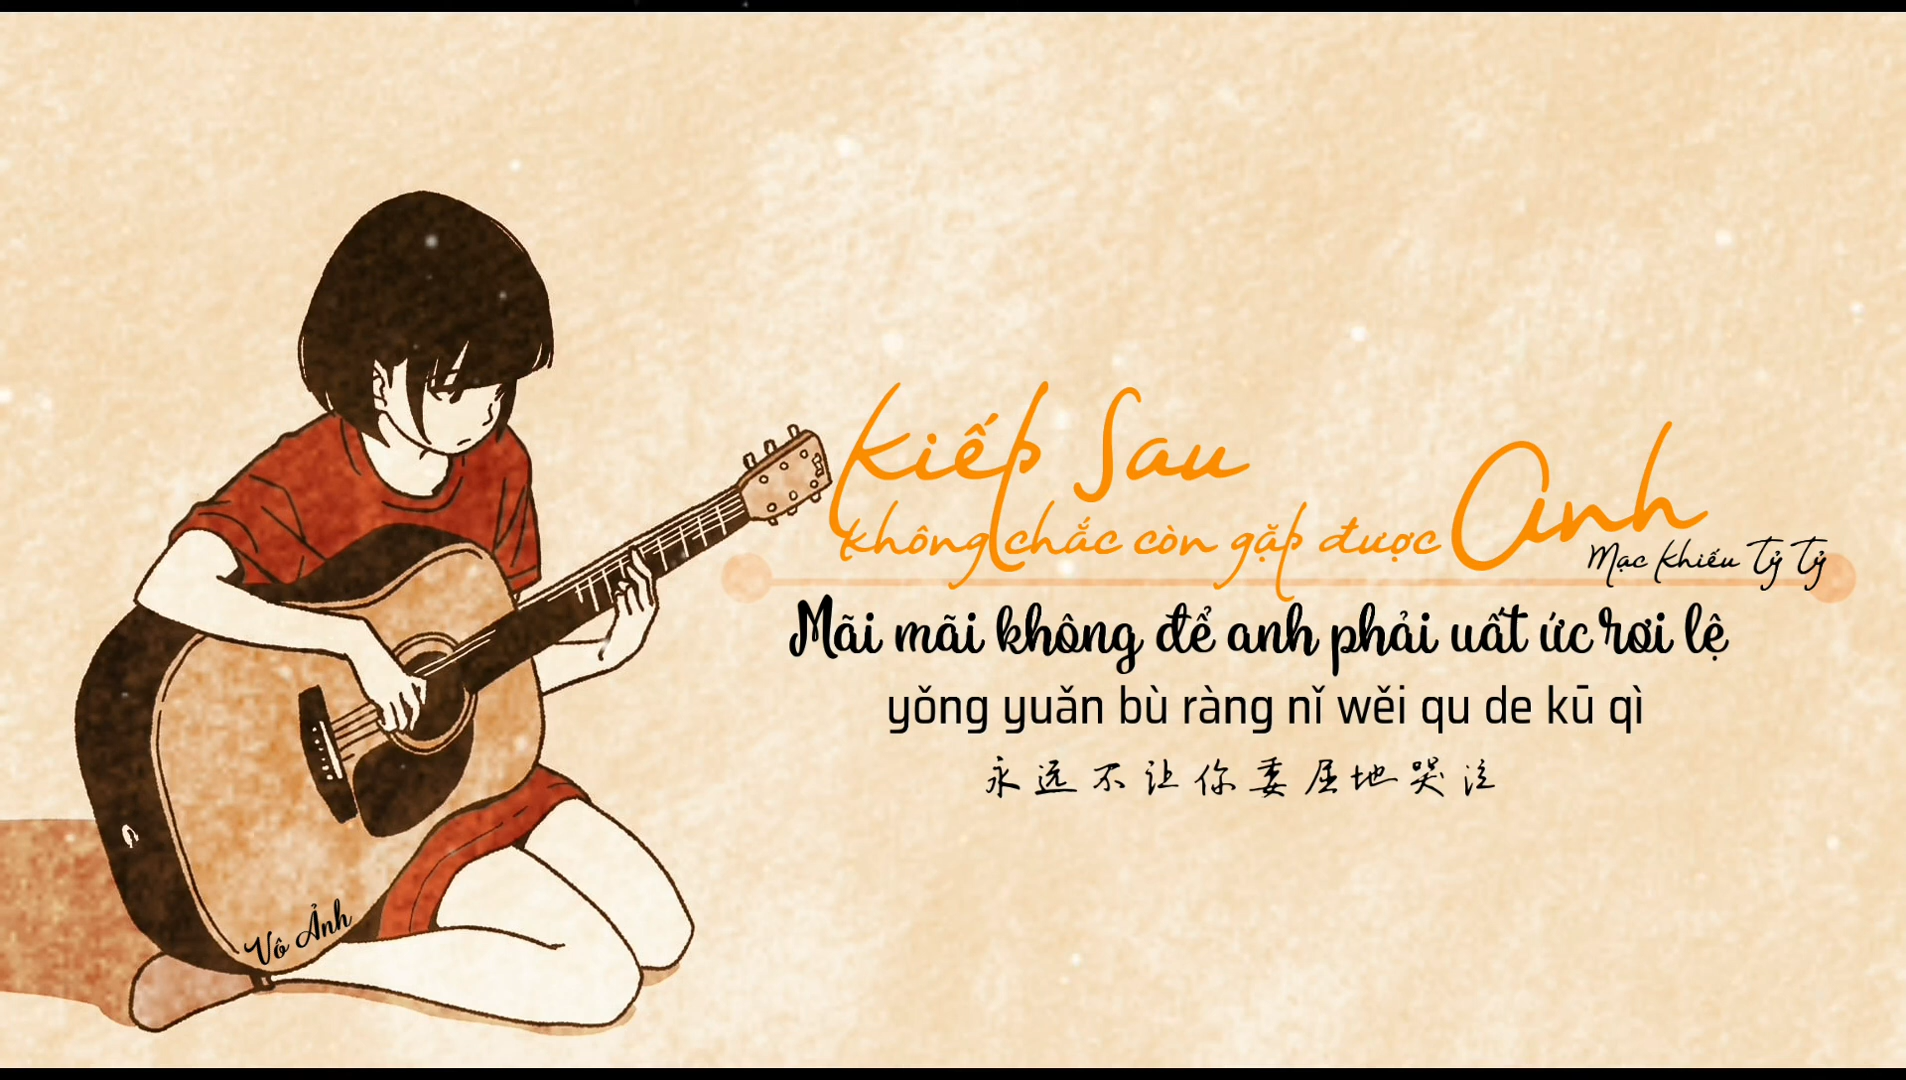 Kiếp Sau
không chắc còn gặp được Anh
Mạc Khiếu Tỷ Tỷ
Mãi mãi không để anh phải uất ức rơi lệ
yǒng yuǎn bù ràng nǐ wěi qu de kū qì
永远不让你委屈地哭泣
Vô Ảnh